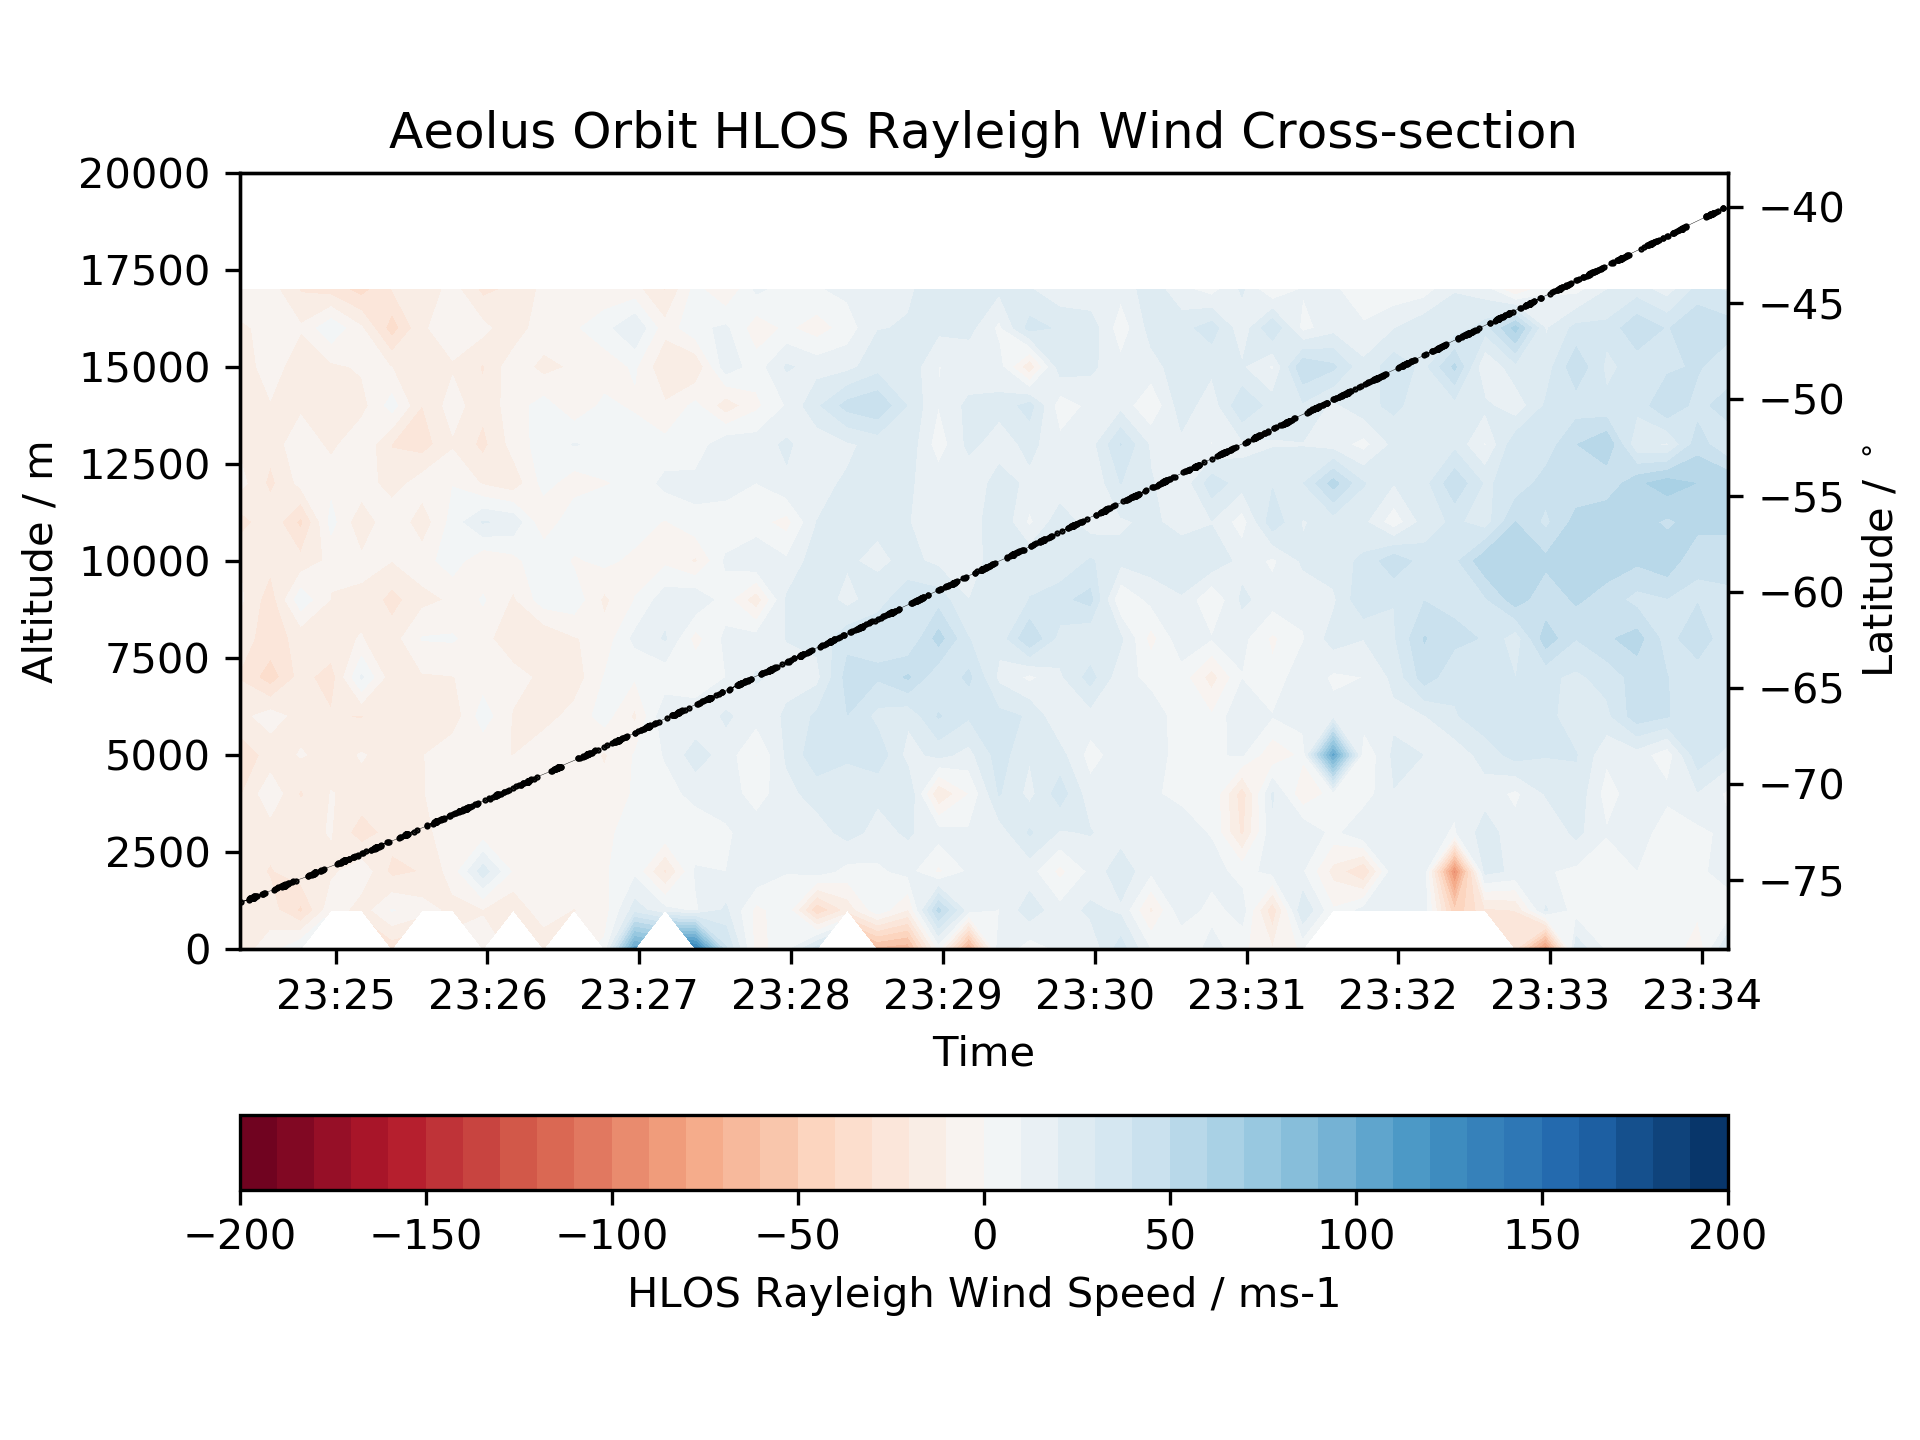 Aeolus Orbit HLOS Rayleigh Wind Cross-section
20000
17500
15000
12500
10000
7500
5000
2500
0
Altitude / m
−40
−45
−50
−55
−60
−65
−70
−75
Latitude / °
23:25 23:26 23:27 23:28 23:29 23:30 23:31 23:32 23:33 23:34
Time
−200 −150 −100 −50 0 50 100 150 200
HLOS Rayleigh Wind Speed / ms-1